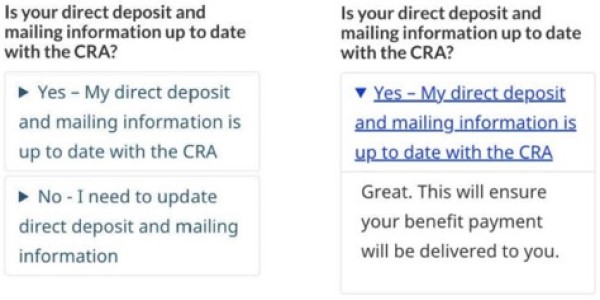 Is your direct deposit and
mailing information up to date
with the CRA?
▶ Yes – My direct deposit
and mailing information is
up to date with the CRA
▶ No - I need to update
direct deposit and mailing
information
Is your direct deposit and
mailing information up to date
with the CRA?
▼ Yes – My direct deposit
and mailing information is
up to date with the CRA
Great. This will ensure
your benefit payment
will be delivered to you.